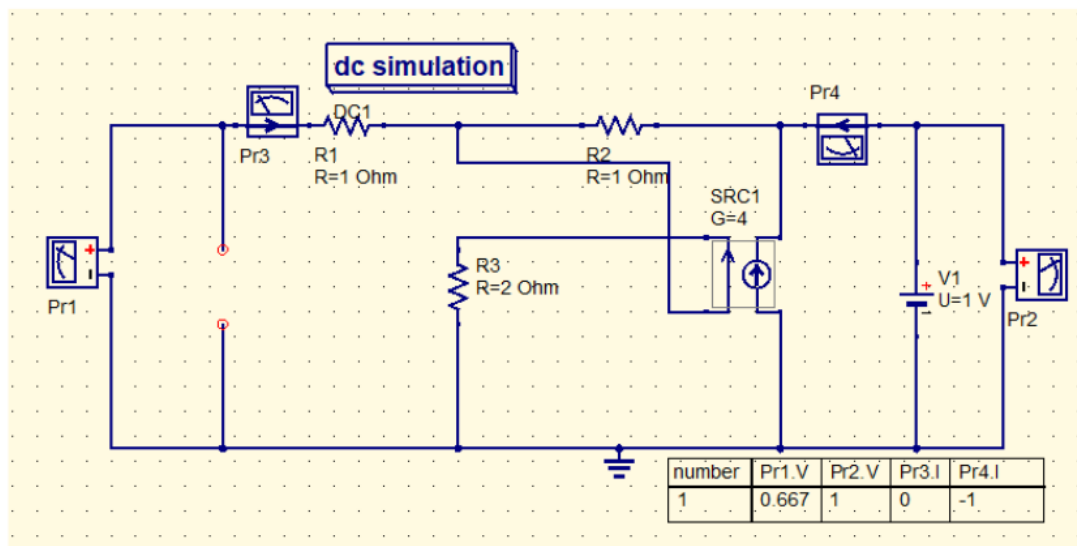 dc simulation
DC1
Pr4
Pr3
R1
R=1 Ohm
R2
R=1 Ohm
SRC1
G=4
Pr1
R3
R=2 Ohm
V1
U=1 V
Pr2
number Pr1.V Pr2.V Pr3.I Pr4.I
1 0.667 1 0 -1